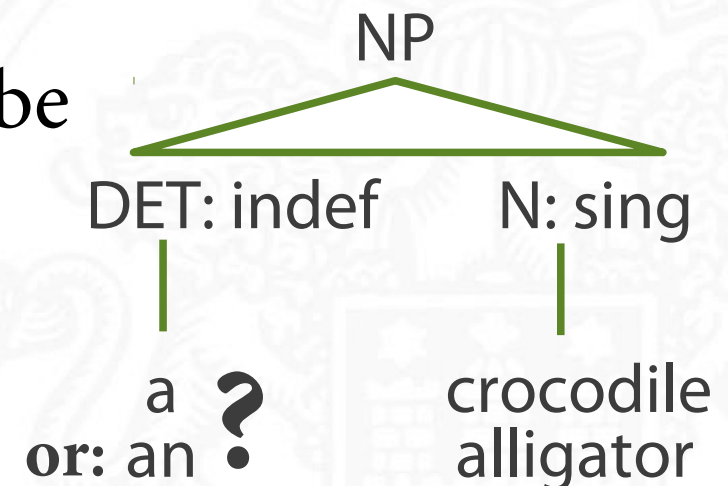 NP
be
DET: indef N: sing
a ? crocodile
or: an alligator